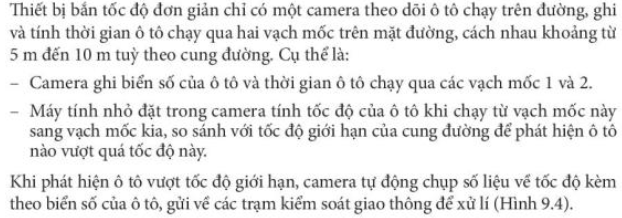 Thiết bị bắn tốc độ đơn giản chỉ có một camera theo dõi ô tô chạy trên đường, ghi
và tính thời gian ô tô chạy qua hai vạch mốc trên mặt đường, cách nhau khoảng từ
5 m đến 10 m tuỳ theo cung đường. Cụ thể là:
– Camera ghi biển số của ô tô và thời gian ô tô chạy qua các vạch mốc 1 và 2.
– Máy tính nhỏ đặt trong camera tính tốc độ của ô tô khi chạy từ vạch mốc này
sang vạch mốc kia, so sánh với tốc độ giới hạn của cung đường để phát hiện ô tô
nào vượt quá tốc độ này.
Khi phát hiện ô tô vượt tốc độ giới hạn, camera tự động chụp số liệu về tốc độ kèm
theo biển số của ô tô, gửi về các trạm kiểm soát giao thông để xử lí (Hình 9.4).